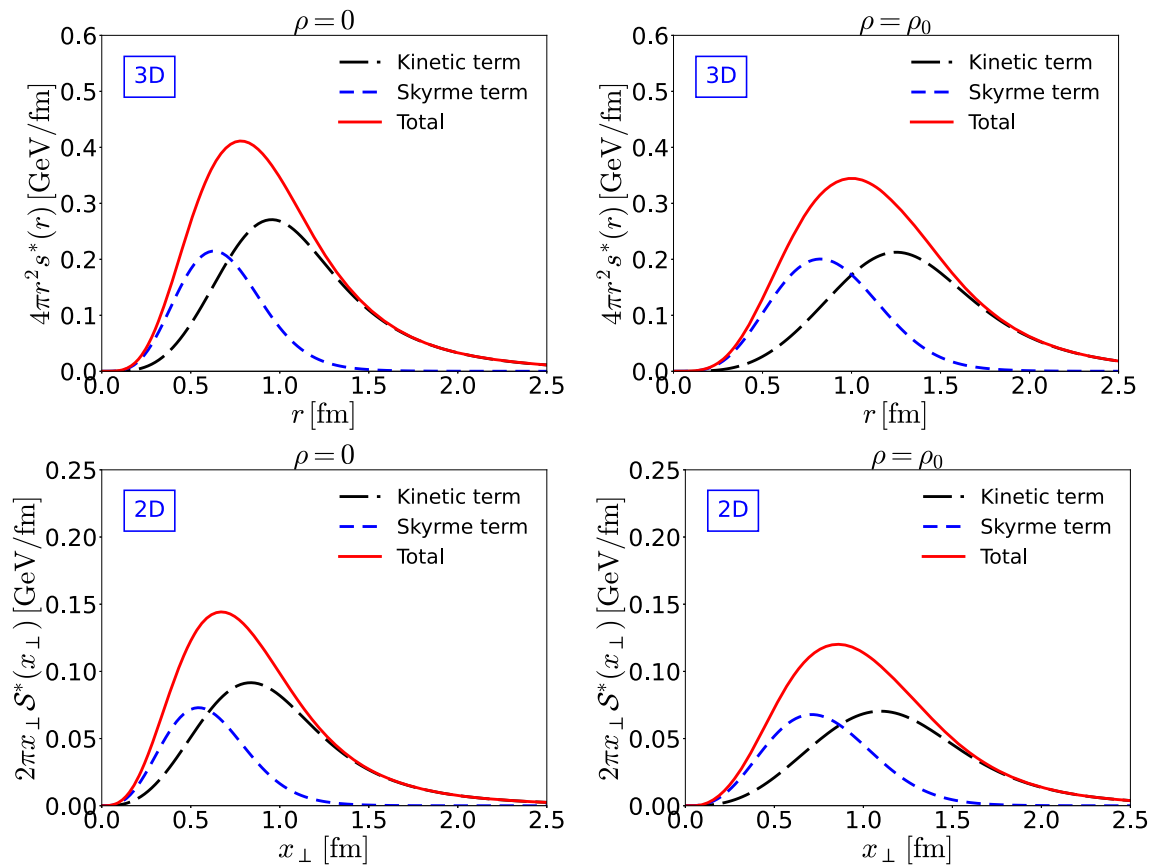 ρ = 0
0.6
0.5
0.4
0.3
0.2
0.1
0.0
3D
Kinetic term
Skyrme term
Total
4πr²s*(r) [GeV/fm]
0 0.5 1.0 1.5 2.0 2.5
r [fm]
ρ = ρ₀
0.6
0.5
0.4
0.3
0.2
0.1
0.0
3D
Kinetic term
Skyrme term
Total
4πr²s*(r) [GeV/fm]
0 0.5 1.0 1.5 2.0 2.5
r [fm]
ρ = 0
0.25
0.20
0.15
0.10
0.05
0.00
2D
Kinetic term
Skyrme term
Total
2πx⊥𝒮*(x⊥) [GeV/fm]
0 0.5 1.0 1.5 2.0 2.5
x⊥ [fm]
ρ = ρ₀
0.25
0.20
0.15
0.10
0.05
0.00
2D
Kinetic term
Skyrme term
Total
2πx⊥𝒮*(x⊥) [GeV/fm]
0 0.5 1.0 1.5 2.0 2.5
x⊥ [fm]